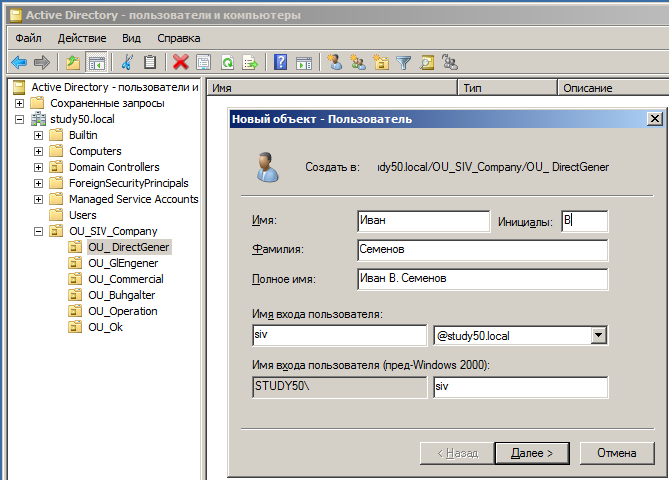 Active Directory - пользователи и компьютеры
Файл Действие Вид Справка
Active Directory - пользователи и
Сохраненные запросы
study50.local
Builtin
Computers
Domain Controllers
ForeignSecurityPrincipals
Managed Service Accounts
Users
OU_SIV_Company
OU_ DirectGener
OU_GlEngener
OU_Commercial
OU_Buhgalter
OU_Operation
OU_Ok
Имя Тип Описание
Новый объект - Пользователь
Создать в: dy50.local/OU_SIV_Company/OU_ DirectGener
Имя: Иван Инициалы: В
Фамилия: Семенов
Полное имя: Иван В. Семенов
Имя входа пользователя:
siv @study50.local
Имя входа пользователя (пред-Windows 2000):
STUDY50\ siv
< Назад Далее > Отмена